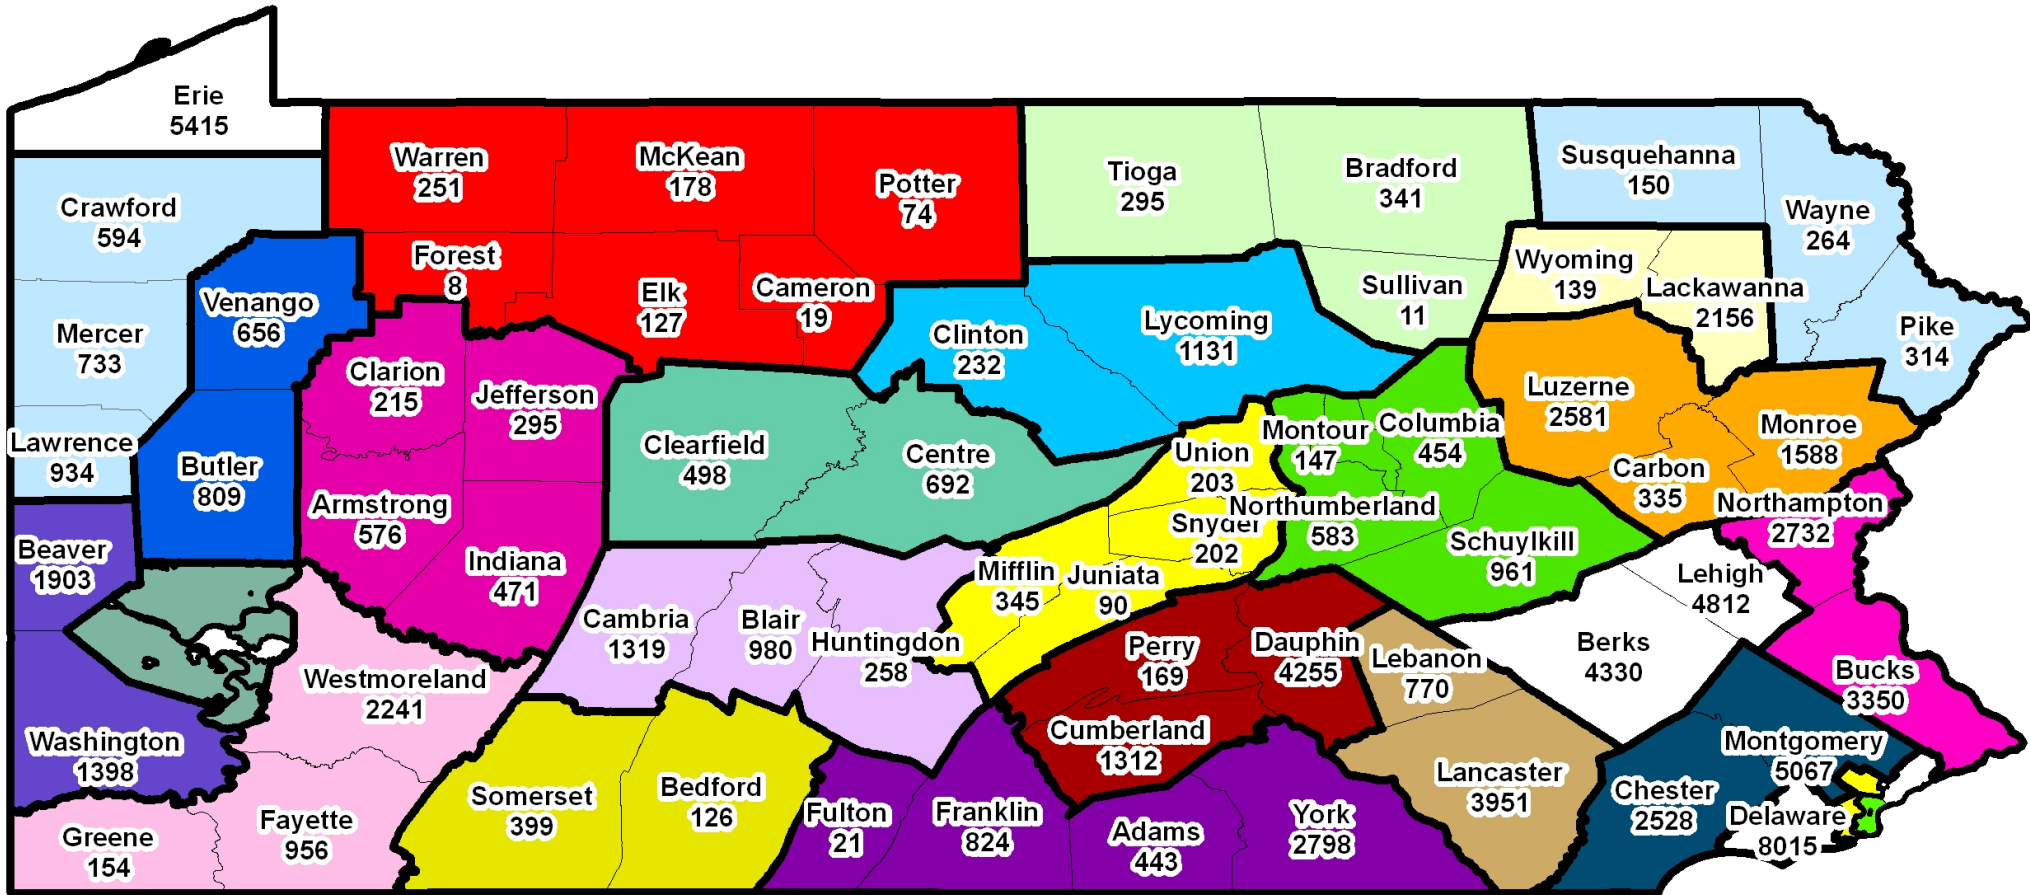 Erie
5415
Warren
251
McKean
178
Potter
74
Tioga
295
Bradford
341
Susquehanna
150
Wayne
264
Crawford
594
Forest
8
Venango
656
Elk
127
Cameron
19
Sullivan
11
Wyoming
139
Lackawanna
2156
Pike
314
Mercer
733
Clinton
232
Lycoming
1131
Clarion
215
Jefferson
295
Luzerne
2581
Lawrence
934
Butler
809
Clearfield
498
Centre
692
Union
203
Montour
147
Columbia
454
Monroe
1588
Carbon
335
Armstrong
576
Snyder
202
Northumberland
583
Northampton
2732
Beaver
1903
Indiana
471
Schuylkill
961
Mifflin
345
Juniata
90
Lehigh
4812
Cambria
1319
Blair
980
Huntingdon
258
Perry
169
Dauphin
4255
Lebanon
770
Berks
4330
Bucks
3350
Westmoreland
2241
Washington
1398
Cumberland
1312
Montgomery
5067
Lancaster
3951
Chester
2528
Somerset
399
Bedford
126
Fulton
21
Franklin
824
Adams
443
York
2798
Delaware
8015
Greene
154
Fayette
956